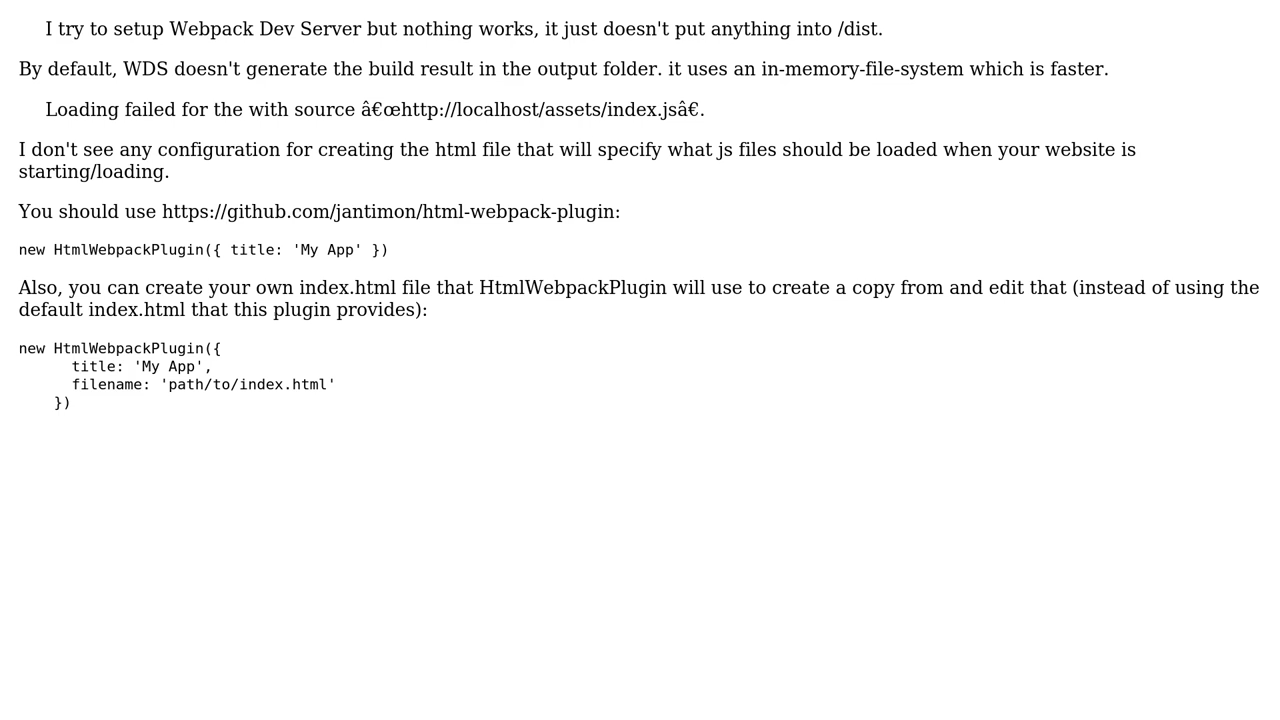 I try to setup Webpack Dev Server but nothing works, it just doesn't put anything into /dist.
By default, WDS doesn't generate the build result in the output folder. it uses an in-memory-file-system which is faster.
Loading failed for the with source â€œhttp://localhost/assets/index.jsâ€.
I don't see any configuration for creating the html file that will specify what js files should be loaded when your website is
starting/loading.
You should use https://github.com/jantimon/html-webpack-plugin:
new HtmlWebpackPlugin({ title: 'My App' })
Also, you can create your own index.html file that HtmlWebpackPlugin will use to create a copy from and edit that (instead of using the
default index.html that this plugin provides):
new HtmlWebpackPlugin({
      title: 'My App',
      filename: 'path/to/index.html'
    })